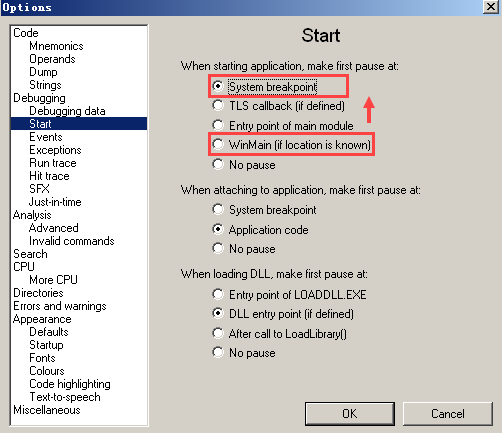 Options
Code
Mnemonics
Operands
Dump
Strings
Debugging
Debugging data
Start
Events
Exceptions
Run trace
Hit trace
SFX
Just-in-time
Analysis
Advanced
Invalid commands
Search
CPU
More CPU
Directories
Errors and warnings
Appearance
Defaults
Startup
Fonts
Colours
Code highlighting
Text-to-speech
Miscellaneous
Start
When starting application, make first pause at:
System breakpoint
TLS callback (if defined)
Entry point of main module
WinMain (if location is known)
No pause
When attaching to application, make first pause at:
System breakpoint
Application code
No pause
When loading DLL, make first pause at:
Entry point of LOADDLL.EXE
DLL entry point (if defined)
After call to LoadLibrary()
No pause
OK
Cancel